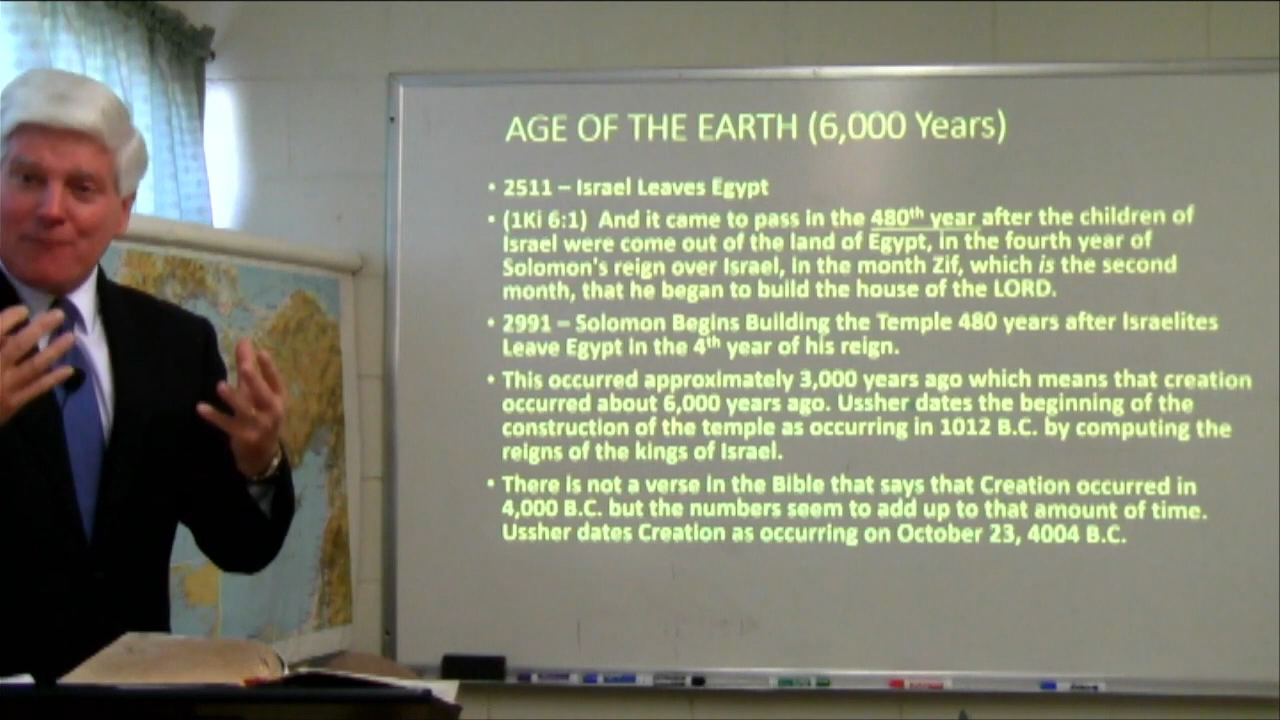 AGE OF THE EARTH (6,000 Years)
• 2511 – Israel Leaves Egypt
• (1Ki 6:1) And it came to pass in the 480th year after the children of
Israel were come out of the land of Egypt, in the fourth year of
Solomon's reign over Israel, in the month Zif, which is the second
month, that he began to build the house of the LORD.
• 2991 – Solomon Begins Building the Temple 480 years after Israelites
Leave Egypt in the 4th year of his reign.
• This occurred approximately 3,000 years ago which means that creation
occurred about 6,000 years ago. Ussher dates the beginning of the
construction of the temple as occurring in 1012 B.C. by computing the
reigns of the kings of Israel.
• There is not a verse in the Bible that says that Creation occurred in
4,000 B.C. but the numbers seem to add up to that amount of time.
Ussher dates Creation as occurring on October 23, 4004 B.C.